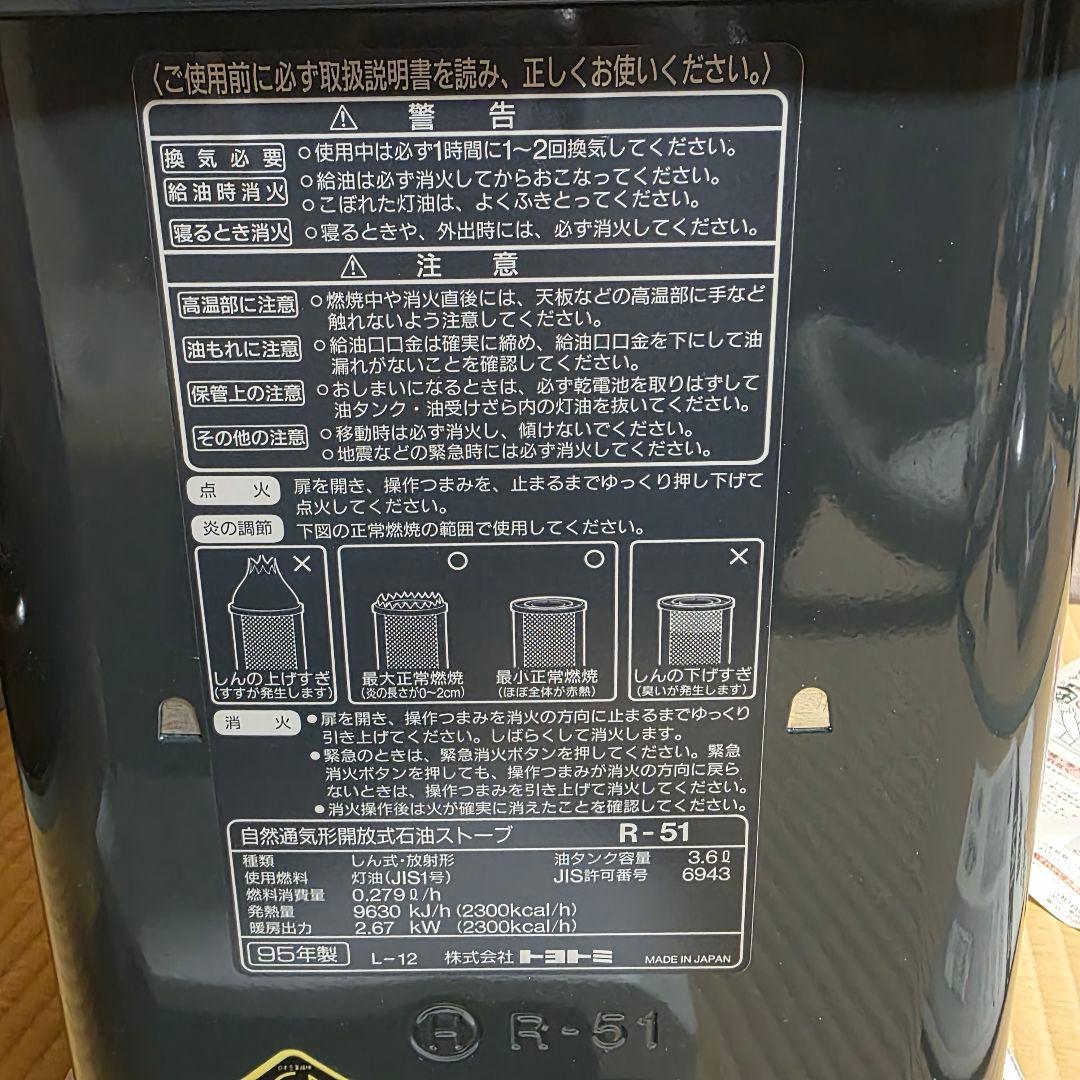 〈ご使用前に必ず取扱説明書を読み、正しくお使いください。〉
⚠ 警告
換気必要 ○使用中は必ず1時間に1〜2回換気してください。
給油時消火 ○給油は必ず消火してからおこなってください。
○こぼれた灯油は、よくふきとってください。
寝るとき消火 ○寝るときや、外出時には、必ず消火してください。
⚠ 注意
高温部に注意 ○燃焼中や消火直後には、天板などの高温部に手など
触れないよう注意してください。
油もれに注意 ○給油口口金は確実に締め、給油口口金を下にして油
漏れがないことを確認してください。
保管上の注意 ○おしまいになるときは、必ず乾電池を取りはずして
油タンク・油受けざら内の灯油を抜いてください。
その他の注意 ○移動時は必ず消火し、傾けないでください。
○地震などの緊急時には必ず消火してください。
点火 扉を開き、操作つまみを、止まるまでゆっくり押し下げて
点火してください。
炎の調節 下図の正常燃焼の範囲で使用してください。
× ○ ○ ×
しんの上げすぎ 最大正常燃焼 最小正常燃焼 しんの下げすぎ
(すすが発生します) (炎の長さが0〜2cm) (ほぼ全体が赤熱) (臭いが発生します)
消火 ●扉を開き、操作つまみを消火の方向に止まるまでゆっくり
引き上げてください。しばらくして消火します。
●緊急のときは、緊急消火ボタンを押してください。緊急
消火ボタンを押しても、操作つまみが消火の方向に戻ら
ないときは、操作つまみを引き上げて消火してください。
●消火操作後は火が確実に消えたことを確認してください。
自然通気形開放式石油ストーブ R-51
種類 しん式・放射形 油タンク容量 3.6ℓ
使用燃料 灯油(JIS1号) JIS許可番号 6943
燃料消費量 0.279ℓ/h
発熱量 9630 kJ/h (2300kcal/h)
暖房出力 2.67 kW (2300kcal/h)
95年製 L-12 株式会社トヨトミ MADE IN JAPAN
H R-51